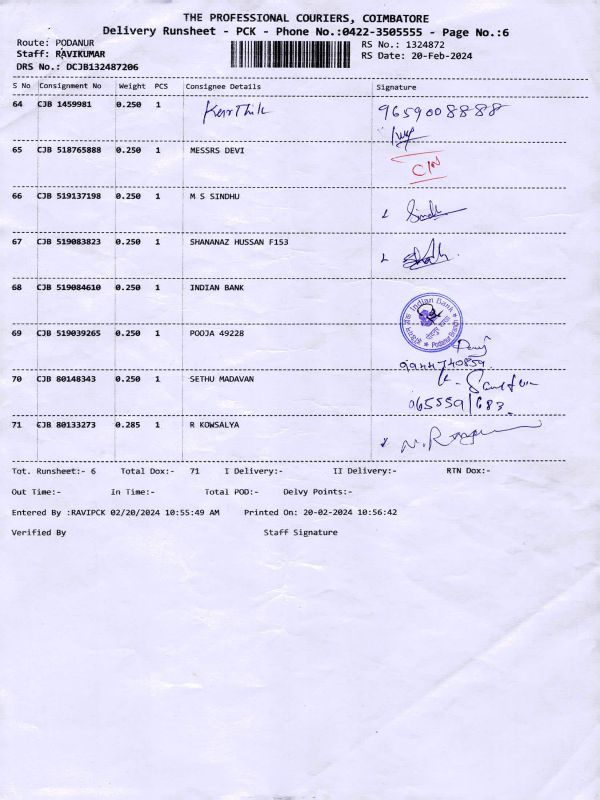 THE PROFESSIONAL COURIERS, COIMBATORE
Delivery Runsheet - PCK - Phone No.:0422-3505555 - Page No.:6
Route: PODANUR RS No.: 1324872
Staff: RAVIKUMAR RS Date: 20-Feb-2024
DRS No.: DCJB132487206
S No Consignment No Weight PCS Consignee Details Signature
64 CJB 1459981 0.250 1 Karthik 9659008888
65 CJB 518765888 0.250 1 MESSRS DEVI
C/N
66 CJB 519137198 0.250 1 M S SINDHU
Sindhu
67 CJB 519083823 0.250 1 SHANANAZ HUSSAN F153
68 CJB 519084610 0.250 1 INDIAN BANK
Indian Bank
Podanur Branch
69 CJB 519039265 0.250 1 POOJA 49228
9944740859
70 CJB 80148343 0.250 1 SETHU MADAVAN
065559/683
71 CJB 80133273 0.285 1 R KOWSALYA
Tot. Runsheet:- 6 Total Dox:- 71 I Delivery:- II Delivery:- RTN Dox:-
Out Time:- In Time:- Total POD:- Delvy Points:-
Entered By :RAVIPCK 02/20/2024 10:55:49 AM Printed On: 20-02-2024 10:56:42
Verified By Staff Signature